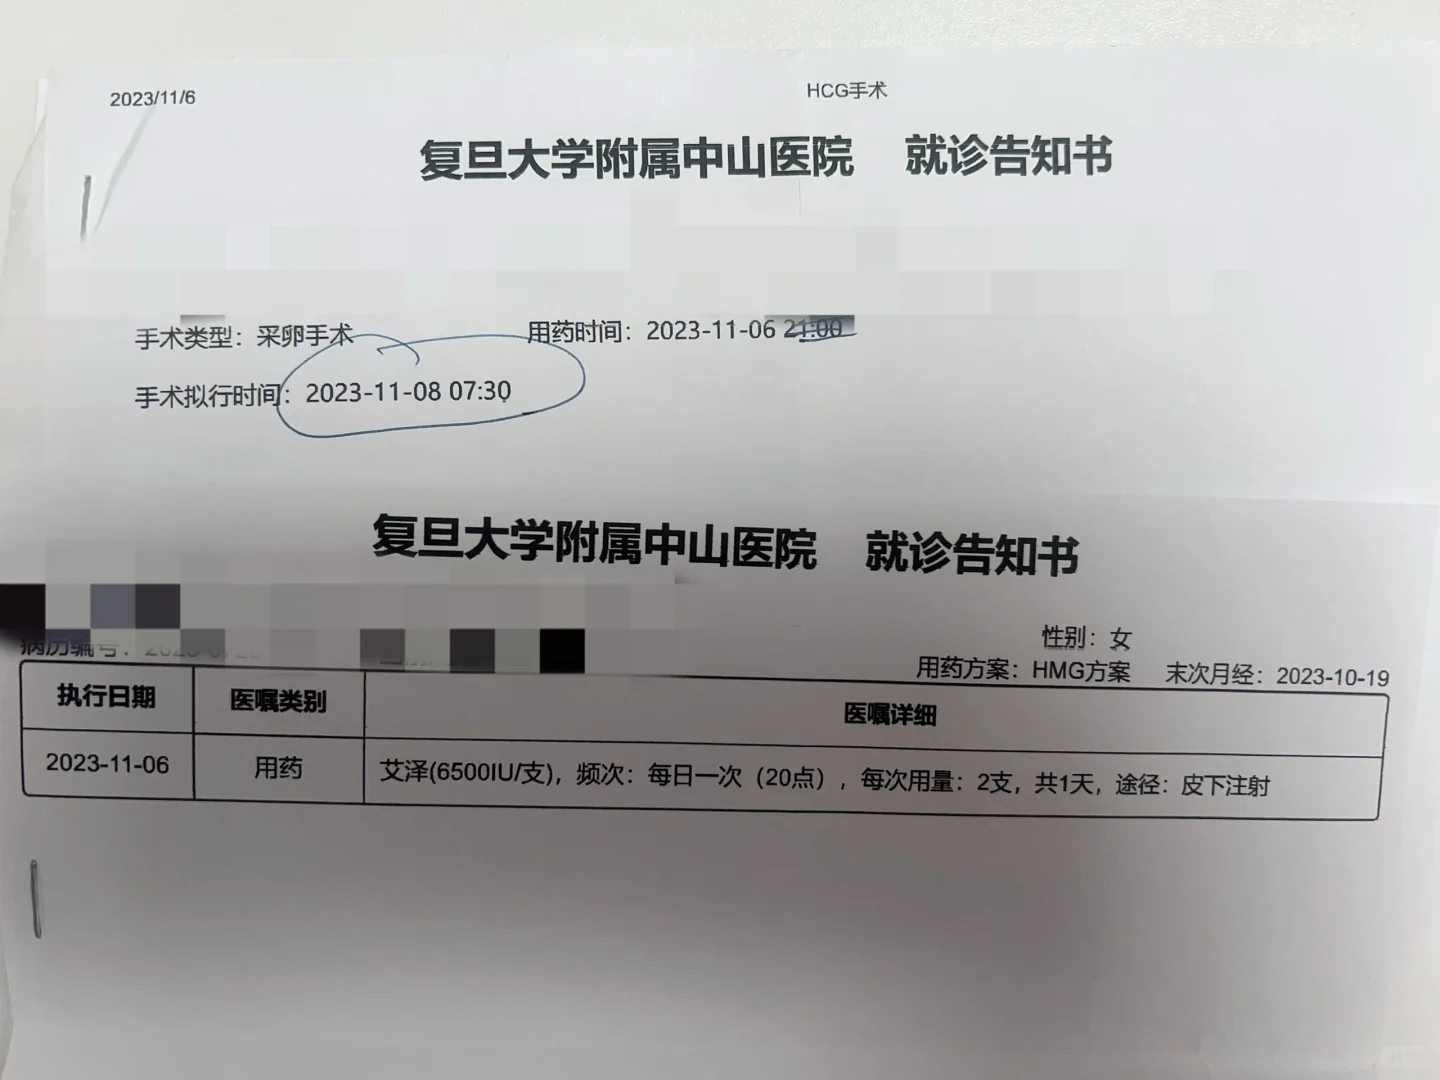 2023/11/6 HCG手术
复旦大学附属中山医院 就诊告知书
手术类型：采卵手术 用药时间：2023-11-06 21:00
手术拟行时间：2023-11-08 07:30
复旦大学附属中山医院 就诊告知书
性别：女
病历编号：
用药方案：HMG方案 末次月经：2023-10-19
执行日期 医嘱类别 医嘱详细
2023-11-06 用药 艾泽(6500IU/支)，频次：每日一次（20点），每次用量：2支，共1天，途径：皮下注射